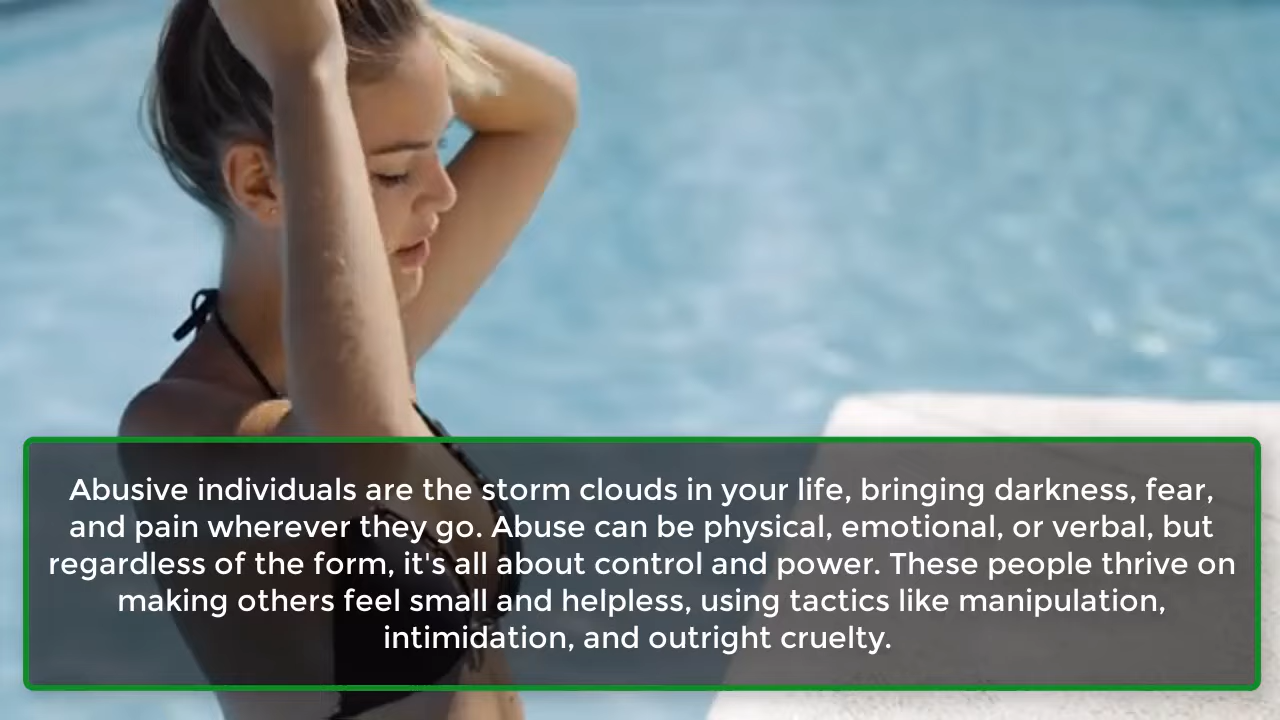 Abusive individuals are the storm clouds in your life, bringing darkness, fear,
and pain wherever they go. Abuse can be physical, emotional, or verbal, but
regardless of the form, it's all about control and power. These people thrive on
making others feel small and helpless, using tactics like manipulation,
intimidation, and outright cruelty.